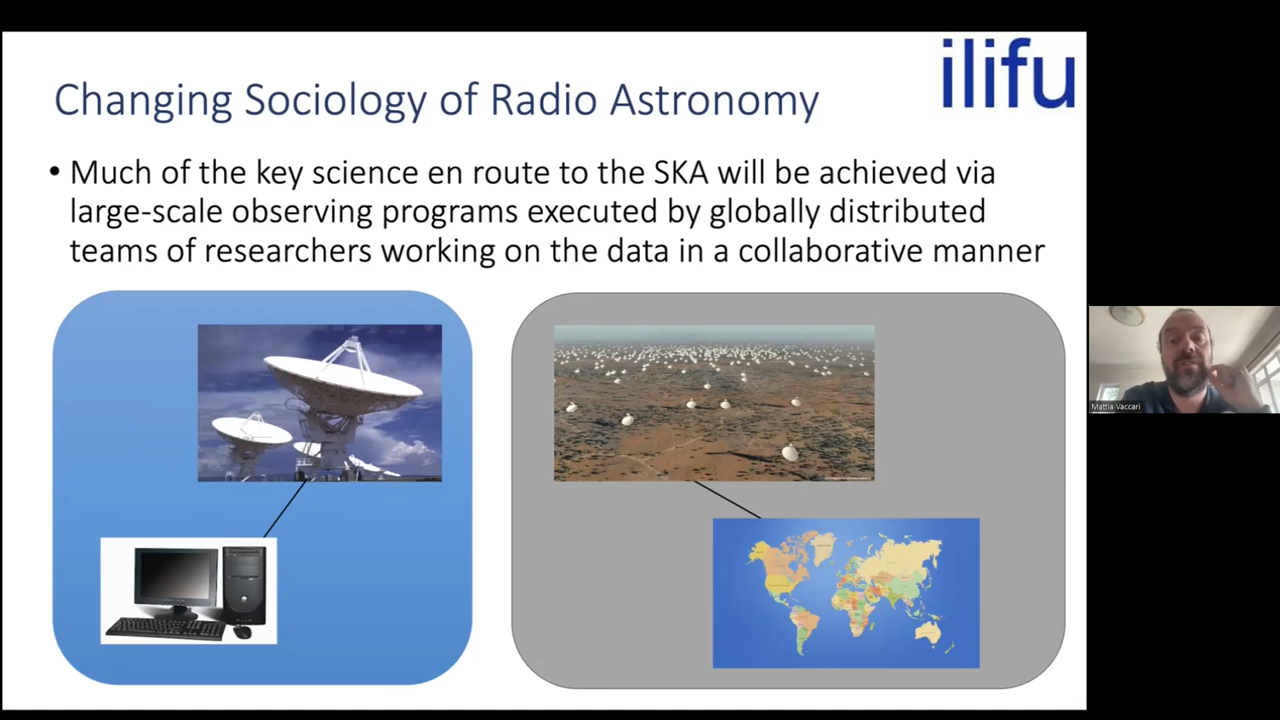 ilifu
Changing Sociology of Radio Astronomy
• Much of the key science en route to the SKA will be achieved via
large-scale observing programs executed by globally distributed
teams of researchers working on the data in a collaborative manner
Mattia Vaccari